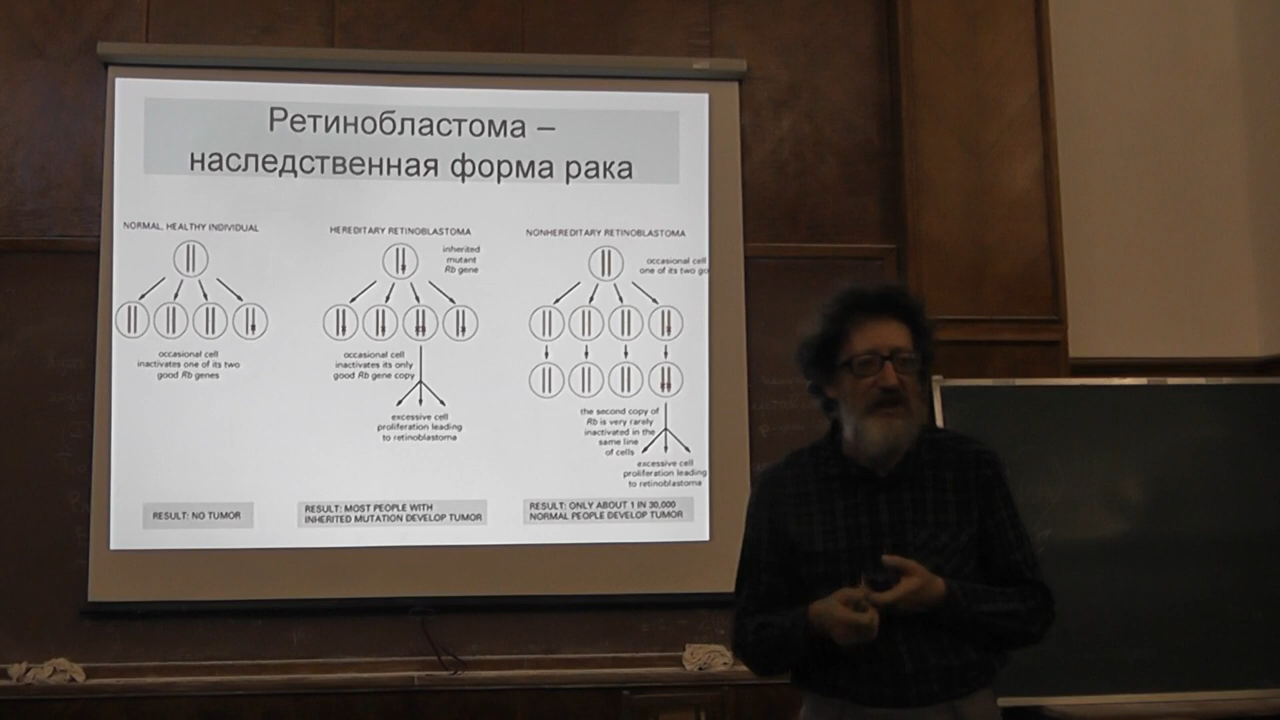 Ретинобластома –
наследственная форма рака
NORMAL, HEALTHY INDIVIDUAL
occasional cell
inactivates one of its two
good Rb genes
RESULT: NO TUMOR
HEREDITARY RETINOBLASTOMA
inherited
mutant
Rb gene
occasional cell
inactivates its only
good Rb gene copy
excessive cell
proliferation leading
to retinoblastoma
RESULT: MOST PEOPLE WITH
INHERITED MUTATION DEVELOP TUMOR
NONHEREDITARY RETINOBLASTOMA
occasional cell
one of its two go
the second copy of
Rb is very rarely
inactivated in the
same line
of cells
excessive cell
proliferation leading
to retinoblastoma
RESULT: ONLY ABOUT 1 IN 30,000
NORMAL PEOPLE DEVELOP TUMOR